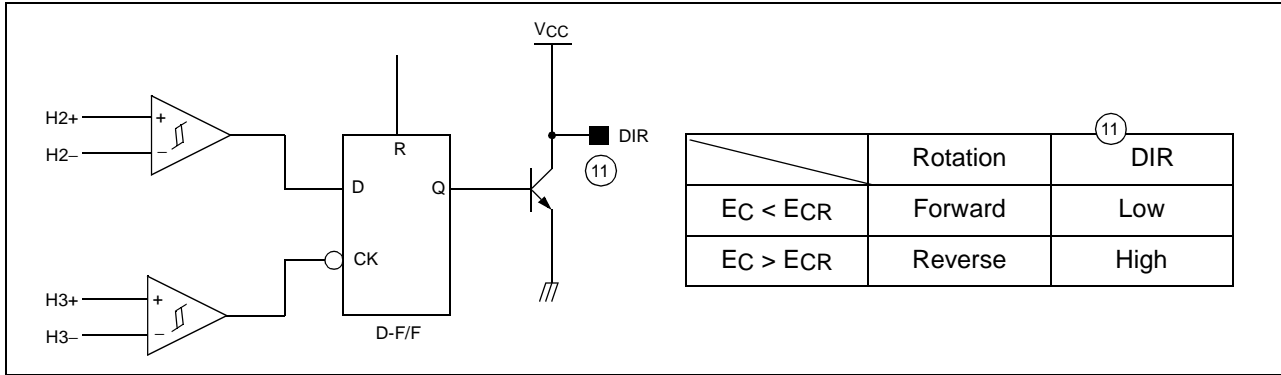 VCC
H2+
+
H2−
−
DIR
R
11
D
Q
CK
H3+
+
H3−
−
D-F/F
11
Rotation DIR
EC < ECR Forward Low
EC > ECR Reverse High